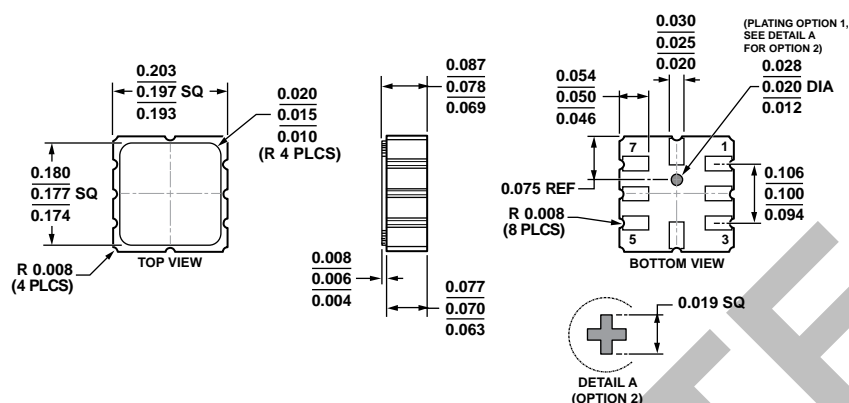 0.203
0.197 SQ
0.193
0.020
0.015
0.010
(R 4 PLCS)
0.180
0.177 SQ
0.174
R 0.008
(4 PLCS)
TOP VIEW
0.087
0.078
0.069
0.008
0.006
0.004
0.077
0.070
0.063
0.030
0.025
0.020
(PLATING OPTION 1,
SEE DETAIL A
FOR OPTION 2)
0.054
0.050
0.046
0.028
0.020 DIA
0.012
7
1
0.075 REF
0.106
0.100
0.094
R 0.008
(8 PLCS)
5
3
BOTTOM VIEW
0.019 SQ
DETAIL A
(OPTION 2)
TE